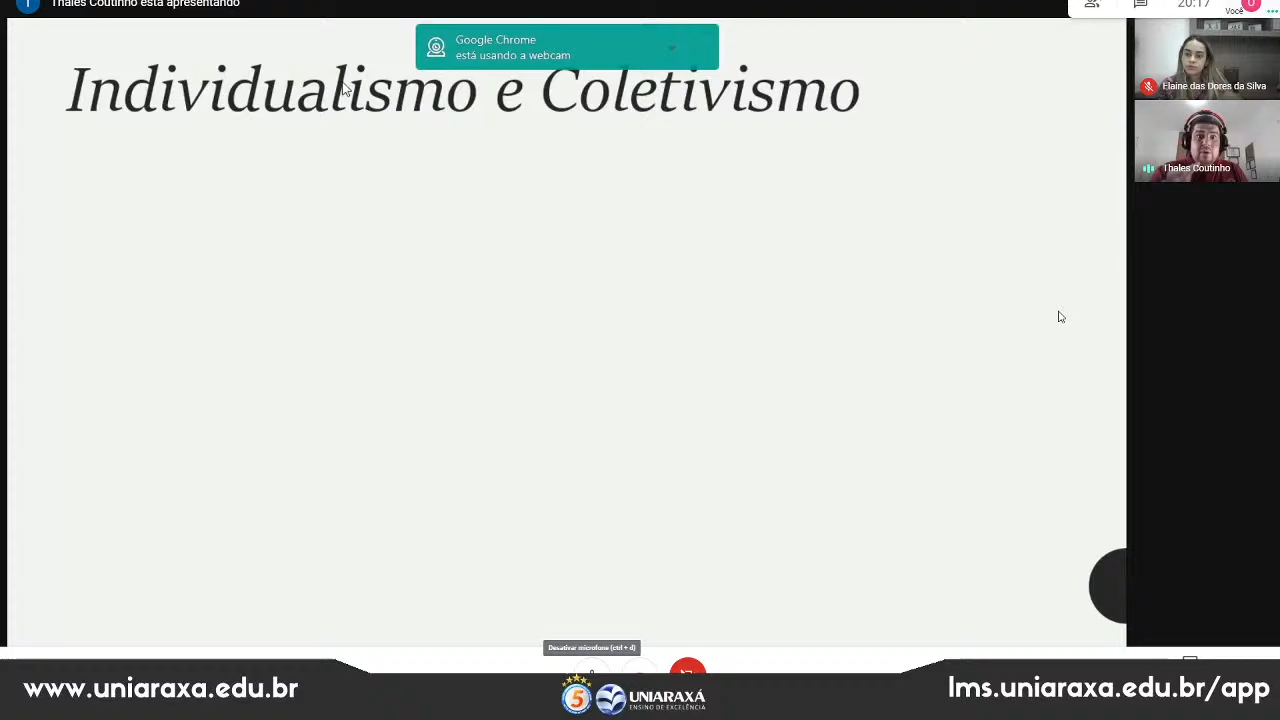 Thales Coutinho está apresentando
20:17
Você
Google Chrome
está usando a webcam
Individualismo e Coletivismo
Elaine das Dores da Silva
Thales Coutinho
Desativar microfone (ctrl + d)
www.uniaraxa.edu.br
5
UNIARAXÁ
ENSINO DE EXCELÊNCIA
lms.uniaraxa.edu.br/app